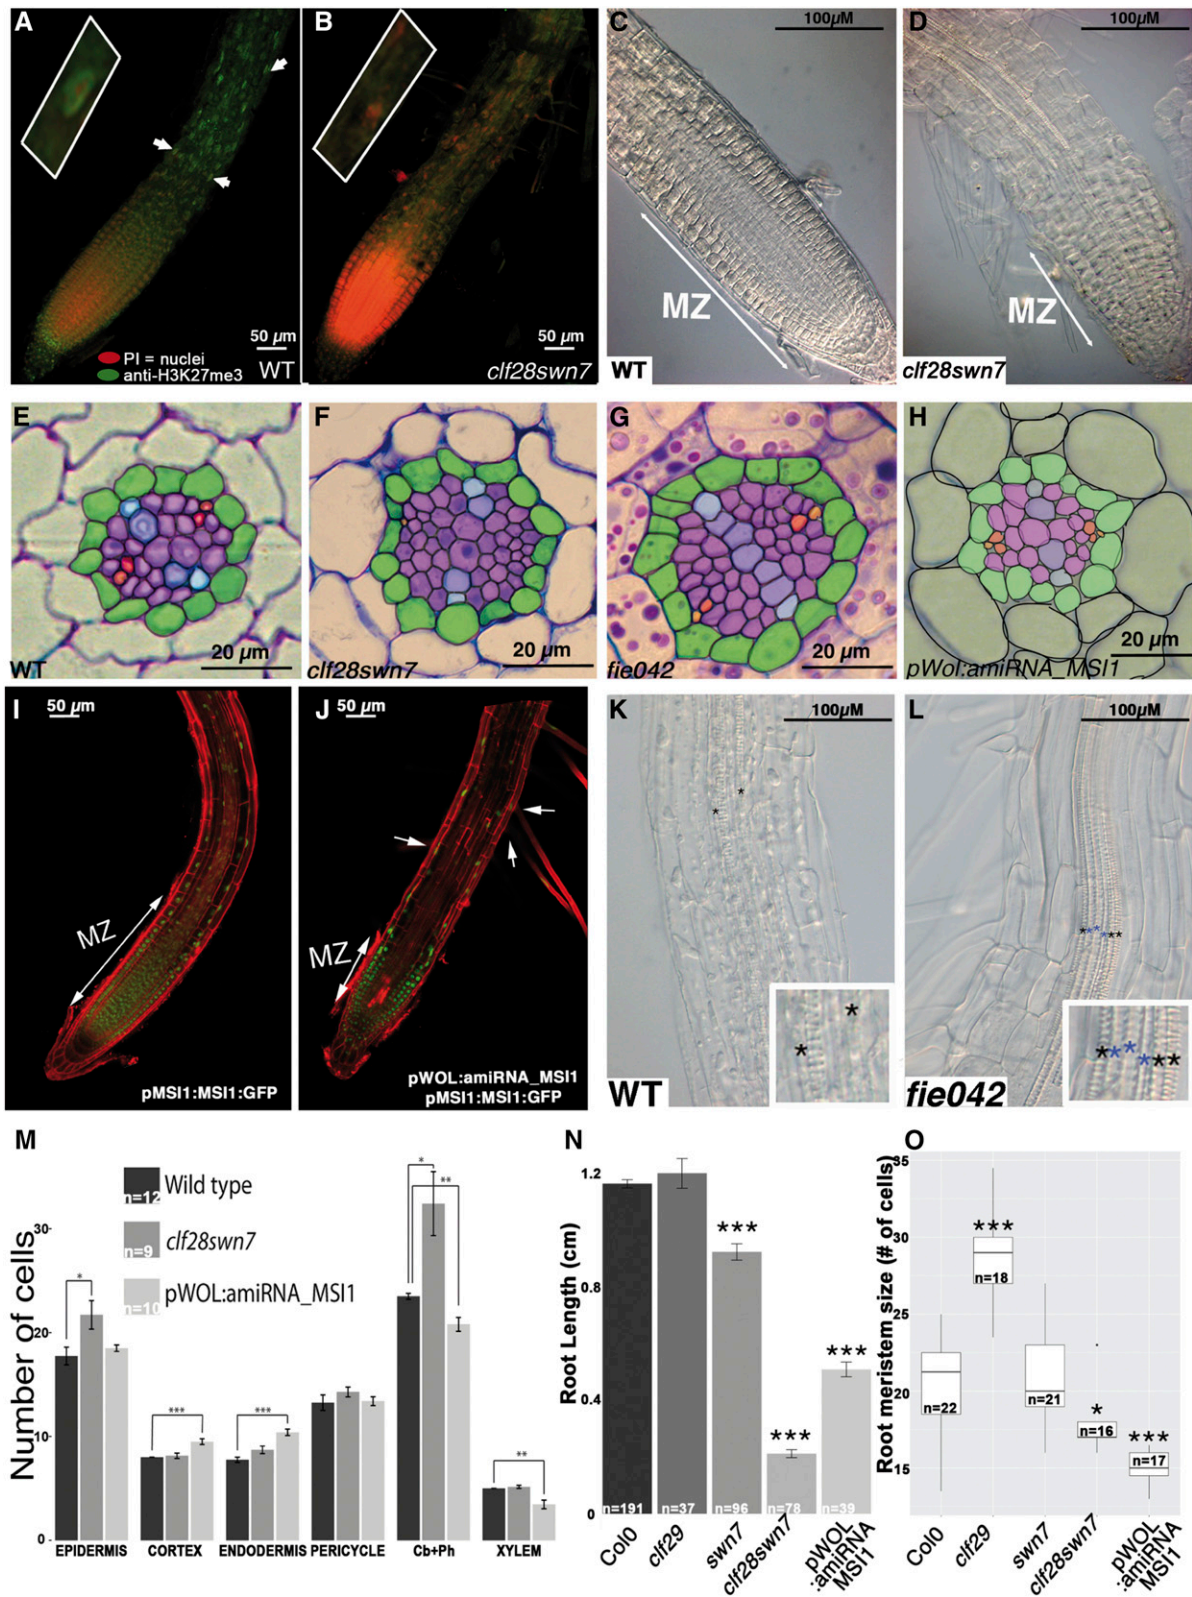 A
B
C
100µM
D
100µM
MZ
MZ
50 µm
50 µm
PI = nuclei
anti-H3K27me3
WT
clf28swn7
WT
clf28swn7
E
F
G
H
20 µm
20 µm
20 µm
20 µm
WT
clf28swn7
fie042
pWol:amiRNA_MSI1
I
50 µm
J
50 µm
K
100µM
L
100µM
*
*
* * * * * *
MZ
MZ
*
*
* * * * * *
pMSI1:MSI1:GFP
pWOL:amiRNA_MSI1
pMSI1:MSI1:GFP
WT
fie042
M
n=12
Wild type
n=9
clf28swn7
n=10
pWOL:amiRNA_MSI1
Number of cells
30
20
10
0
*
***
***
*
**
**
EPIDERMIS
CORTEX
ENDODERMIS
PERICYCLE
Cb+Ph
XYLEM
N
Root Length (cm)
1.2
0.8
0.4
0
***
***
***
n=191
n=37
n=96
n=78
n=39
Col0
clf29
swn7
clf28swn7
pWOL
:amiRNA
MSI1
O
Root meristem size (# of cells)
35
30
25
20
15
***
n=18
n=22
n=21
*
n=16
***
n=17
Col0
clf29
swn7
clf28swn7
pWOL
:amiRNA
MSI1